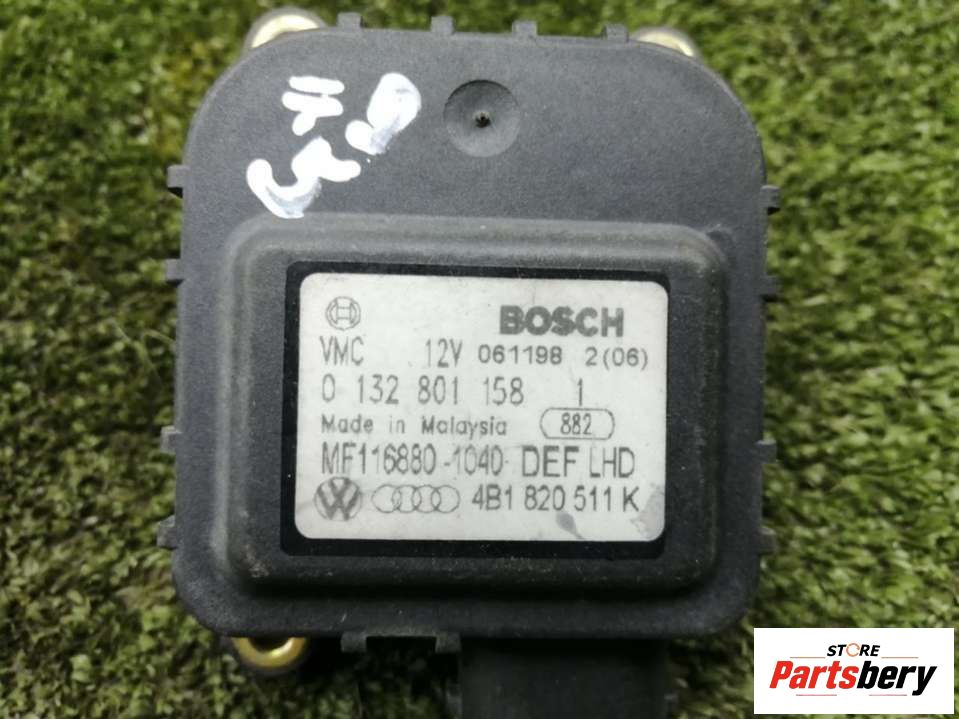 BOSCH
VMC 12V 061198 2(06)
0 132 801 158 1
Made in Malaysia 882
MF116880-1040 DEF LHD
4B1 820 511 K
STORE
Partsbery